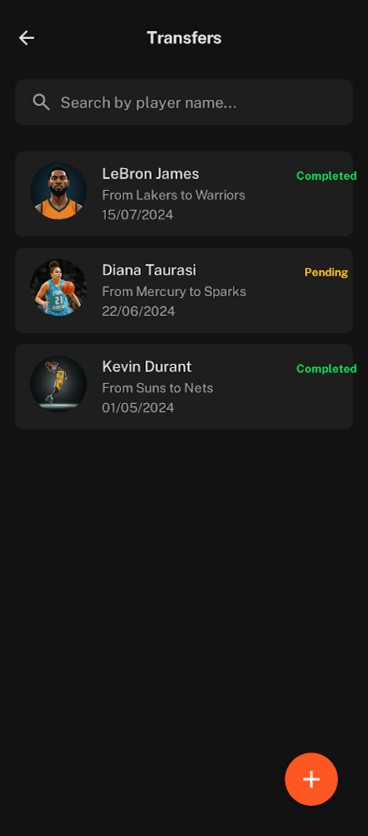 Transfers
Search by player name...
LeBron James
Completed
From Lakers to Warriors
15/07/2024
Diana Taurasi
Pending
From Mercury to Sparks
22/06/2024
Kevin Durant
Completed
From Suns to Nets
01/05/2024